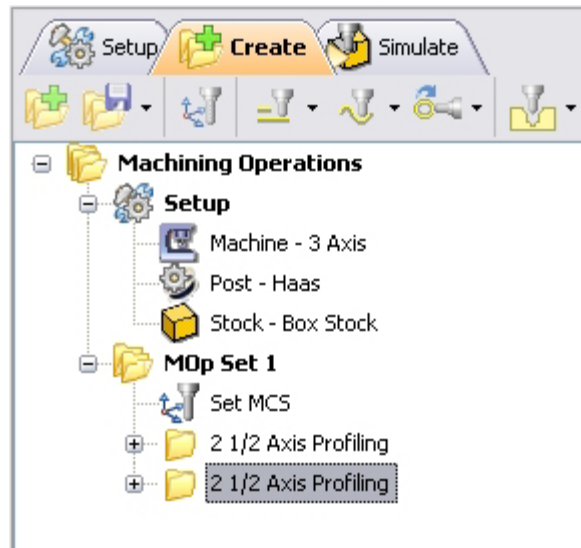 Setup Create Simulate
Machining Operations
Setup
Machine - 3 Axis
Post - Haas
Stock - Box Stock
MOp Set 1
Set MCS
2 1/2 Axis Profiling
2 1/2 Axis Profiling